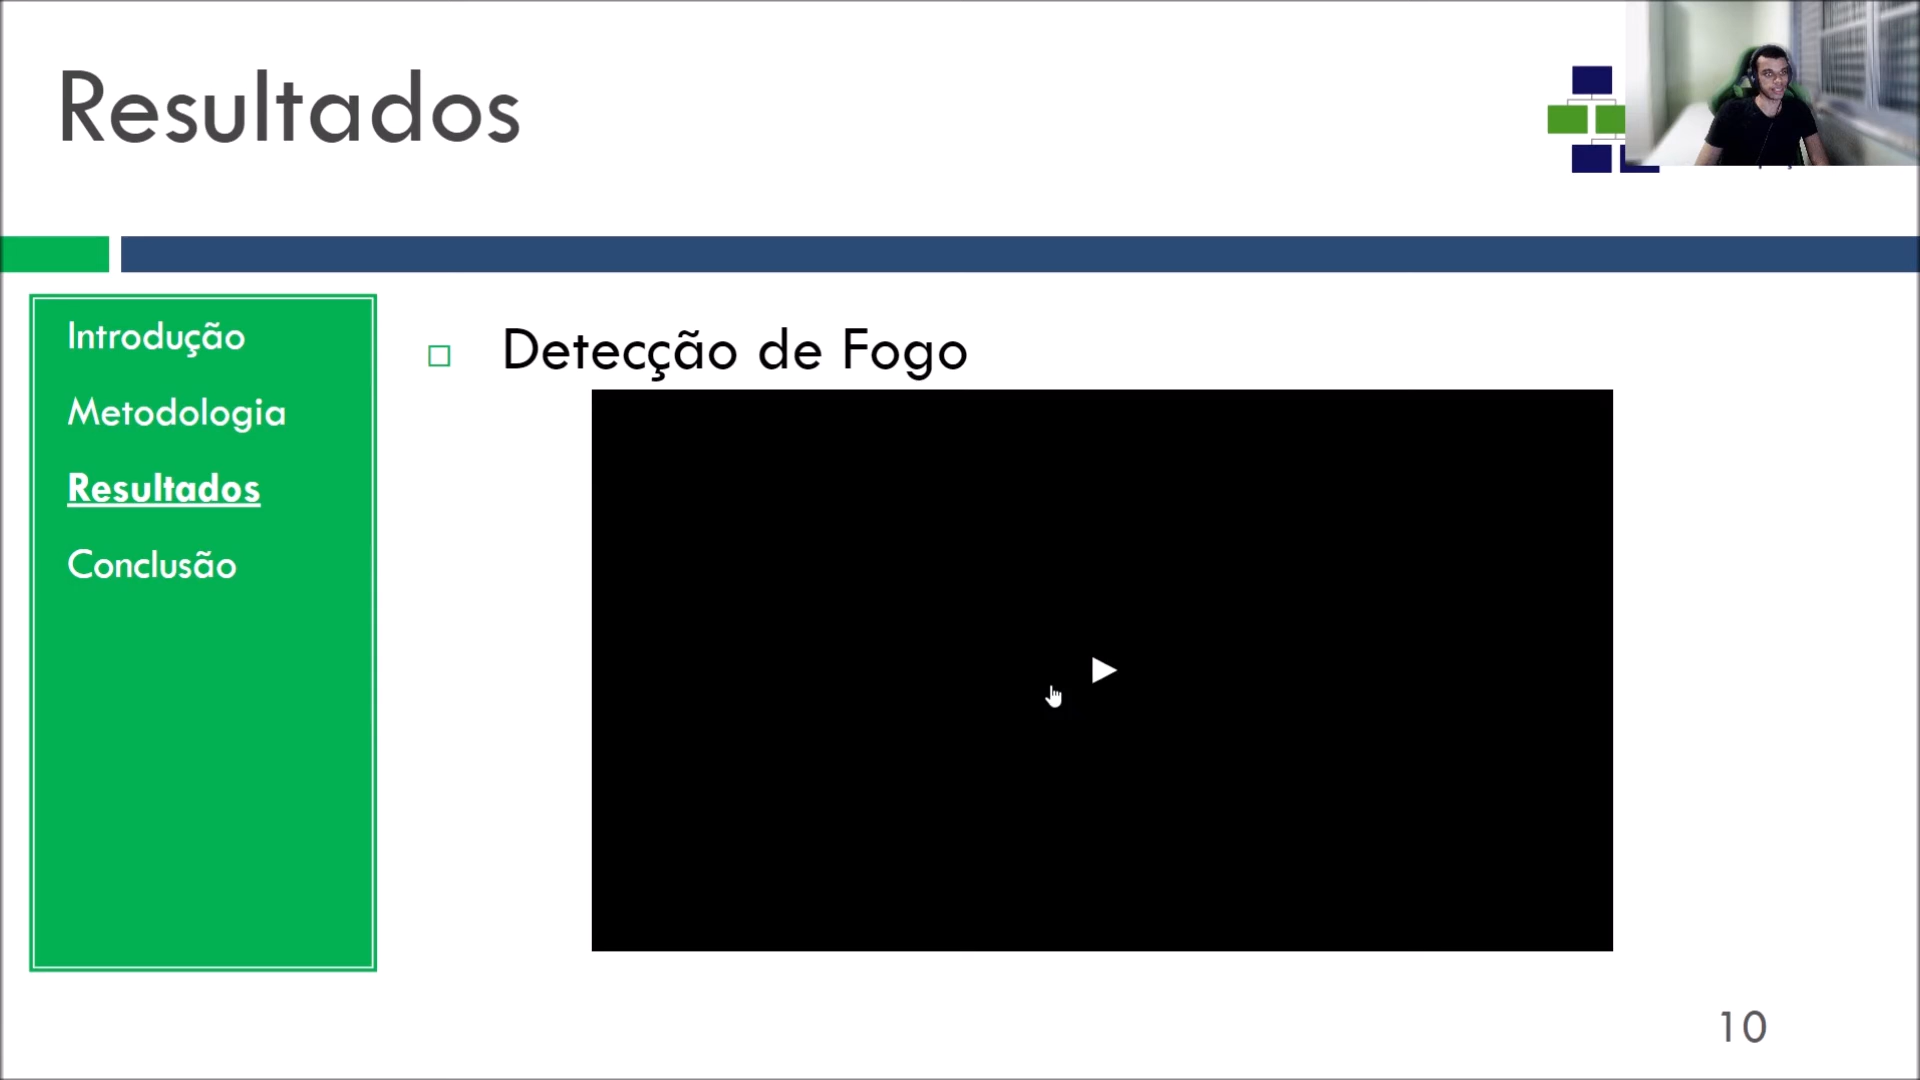 Resultados
Introdução
Metodologia
Resultados
Conclusão
Detecção de Fogo
10